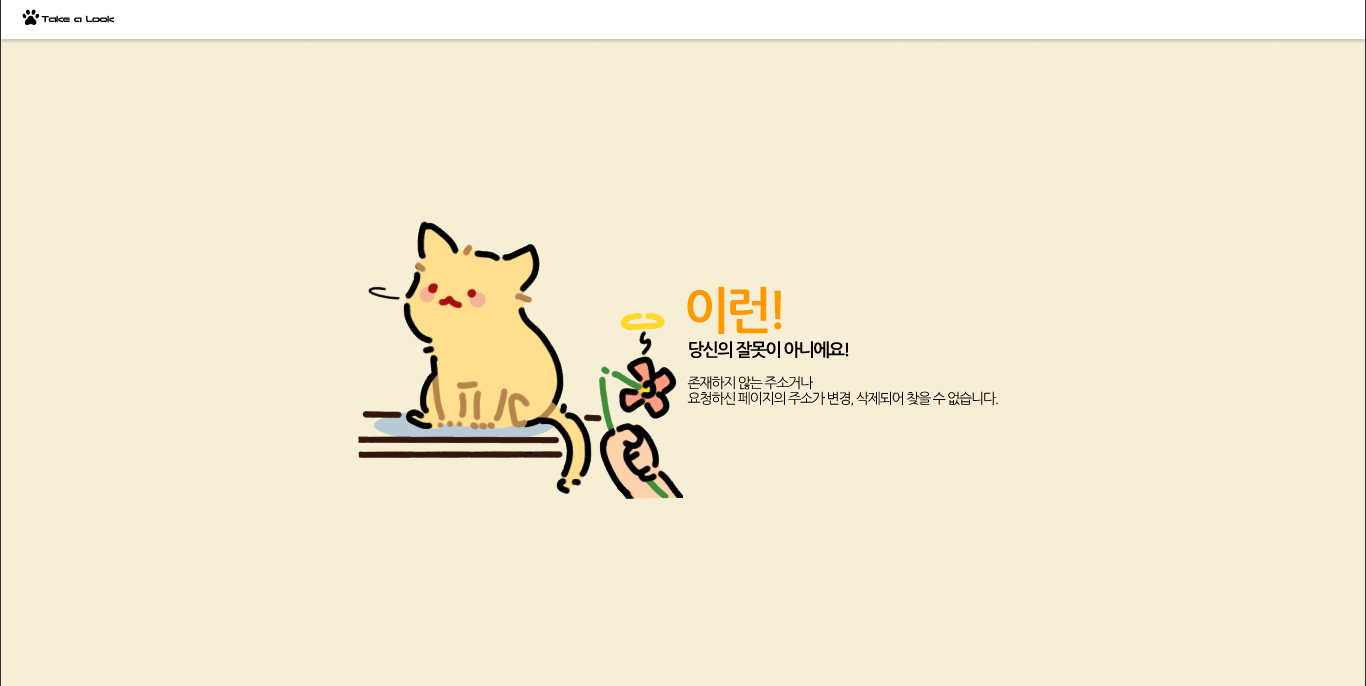 Take a Look
이런!
당신의 잘못이 아니에요!
존재하지 않는 주소거나
요청하신 페이지의 주소가 변경, 삭제되어 찾을 수 없습니다.